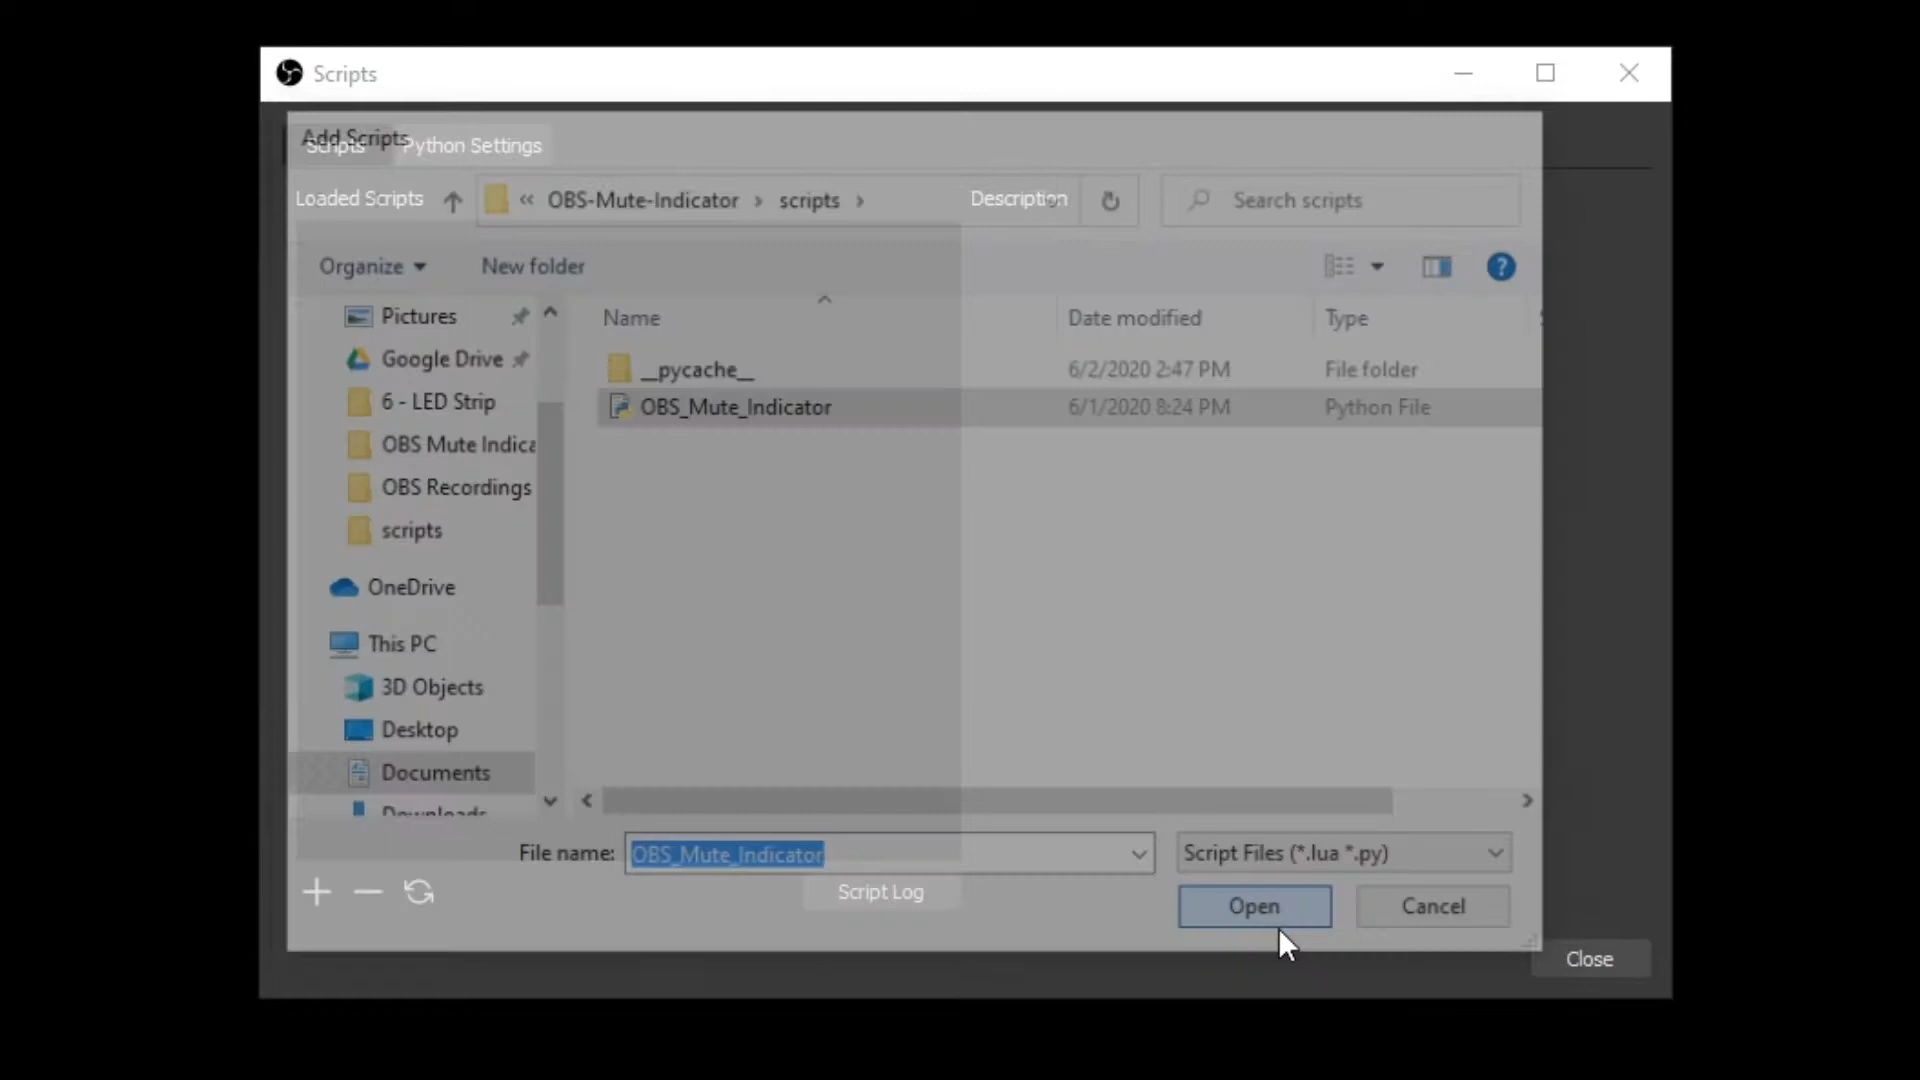 Scripts
Add Scripts
Scripts
Python Settings
Loaded Scripts
« OBS-Mute-Indicator › scripts ›
Description
Search scripts
Organize
New folder
?
Pictures
Google Drive
6 - LED Strip
OBS Mute Indica
OBS Recordings
scripts
OneDrive
This PC
3D Objects
Desktop
Documents
Downloads
Name Date modified Type
__pycache__ 6/2/2020 2:47 PM File folder
OBS_Mute_Indicator 6/1/2020 8:24 PM Python File
File name: OBS_Mute_Indicator
Script Files (*.lua *.py)
Script Log
Open
Cancel
Close